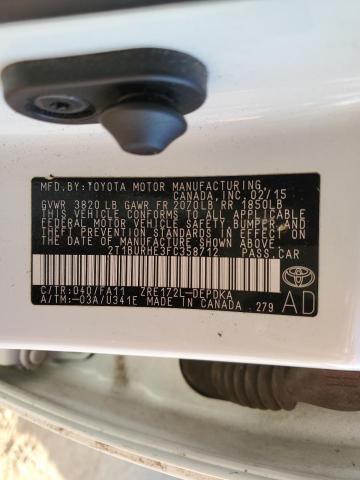 MFD.BY:TOYOTA MOTOR MANUFACTURING
CANADA,INC.02/15
GVWR 3820LB GAWR FR 2070LB RR 1850LB
THIS VEHICLE CONFORMS TO ALL APPLICABLE
FEDERAL MOTOR VEHICLE SAFETY, BUMPER, AND
THEFT PREVENTION STANDARDS IN EFFECT ON
THE DATE OF MANUFACTURE SHOWN ABOVE.
2T1BURHE3FC358712 PASS.CAR
C/TR:040/FA11 ZRE172L-DEPDKA
A/TM:-03A/U341E MADE IN CANADA 279
AD
TOYOTA